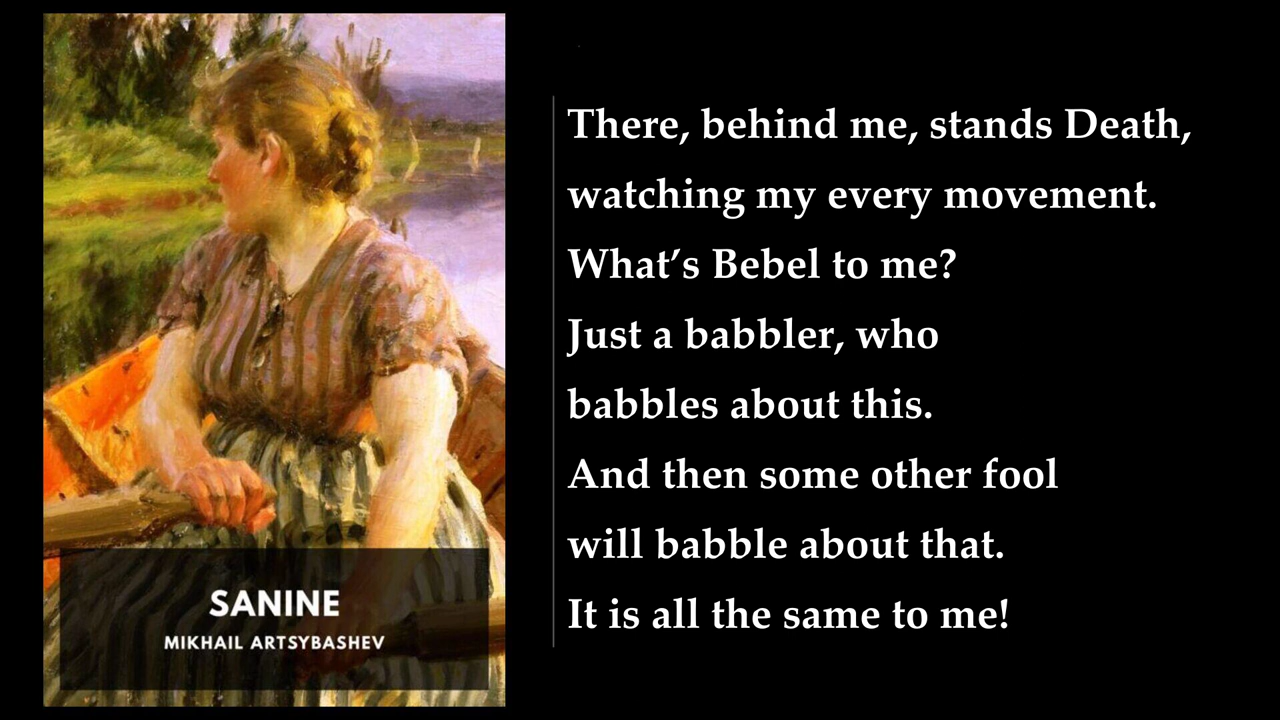 SANINE
MIKHAIL ARTSYBASHEV
There, behind me, stands Death,
watching my every movement.
What’s Bebel to me?
Just a babbler, who
babbles about this.
And then some other fool
will babble about that.
It is all the same to me!